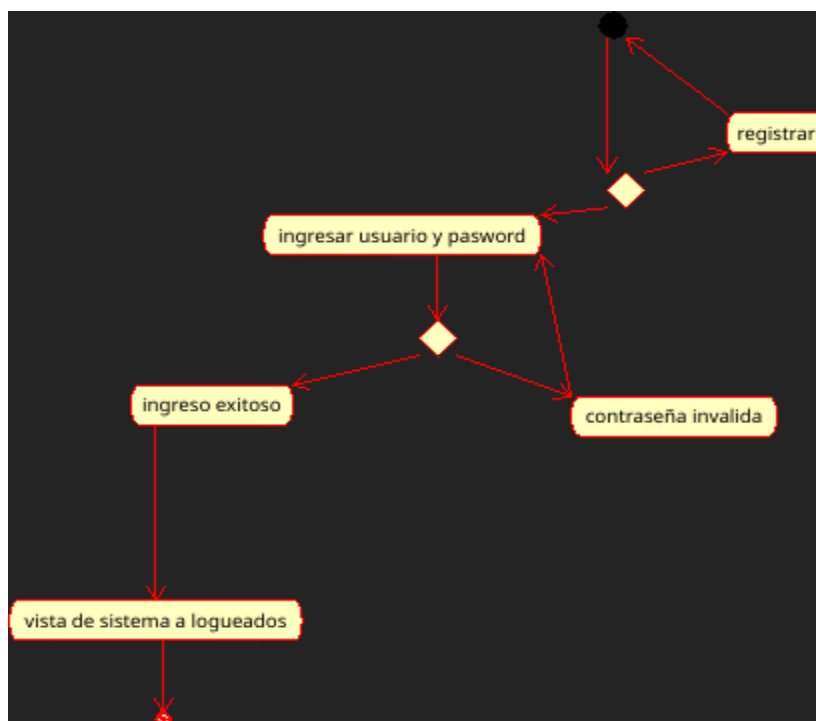 registrar
ingresar usuario y pasword
ingreso exitoso
contraseña invalida
vista de sistema a logueados